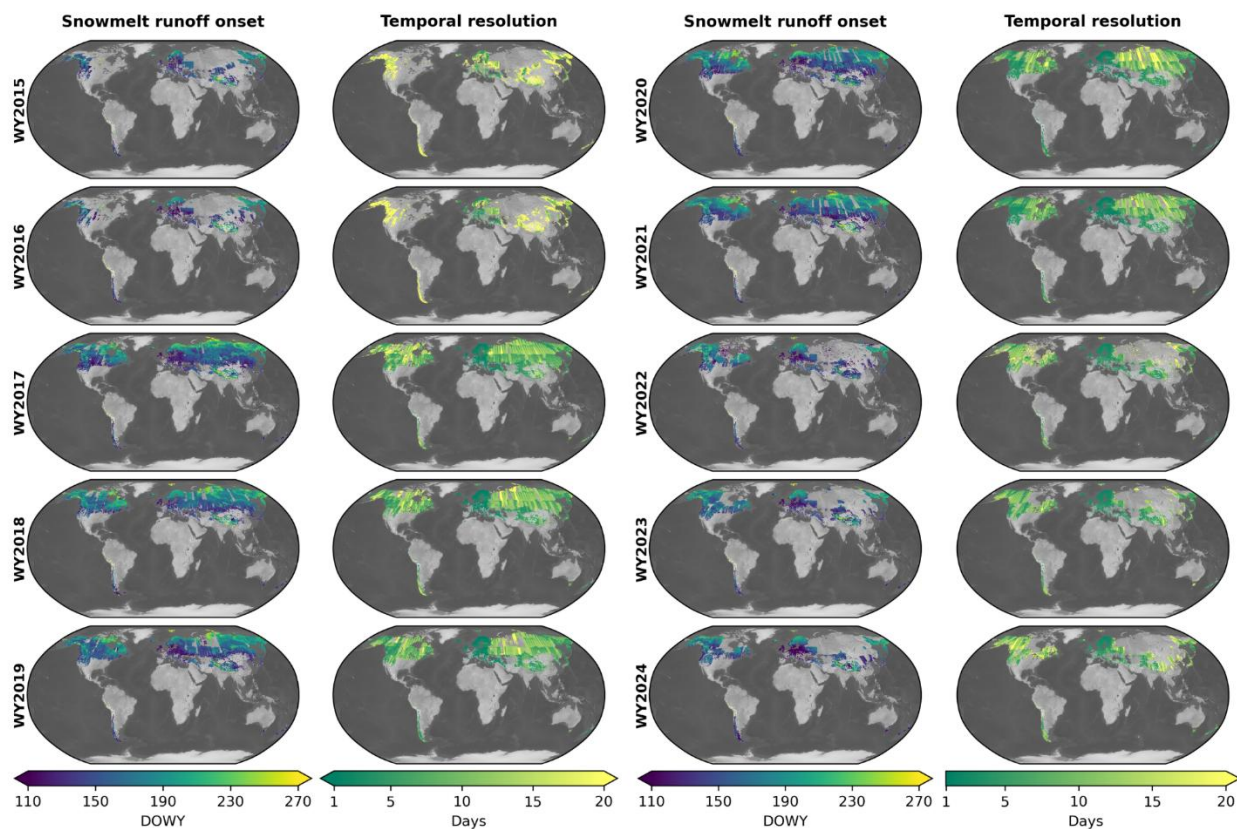 Snowmelt runoff onset Temporal resolution Snowmelt runoff onset Temporal resolution
WY2015 WY2020
WY2016 WY2021
WY2017 WY2022
WY2018 WY2023
WY2019 WY2024
110 150 190 230 270 1 5 10 15 20 110 150 190 230 270 1 5 10 15 20
DOWY Days DOWY Days